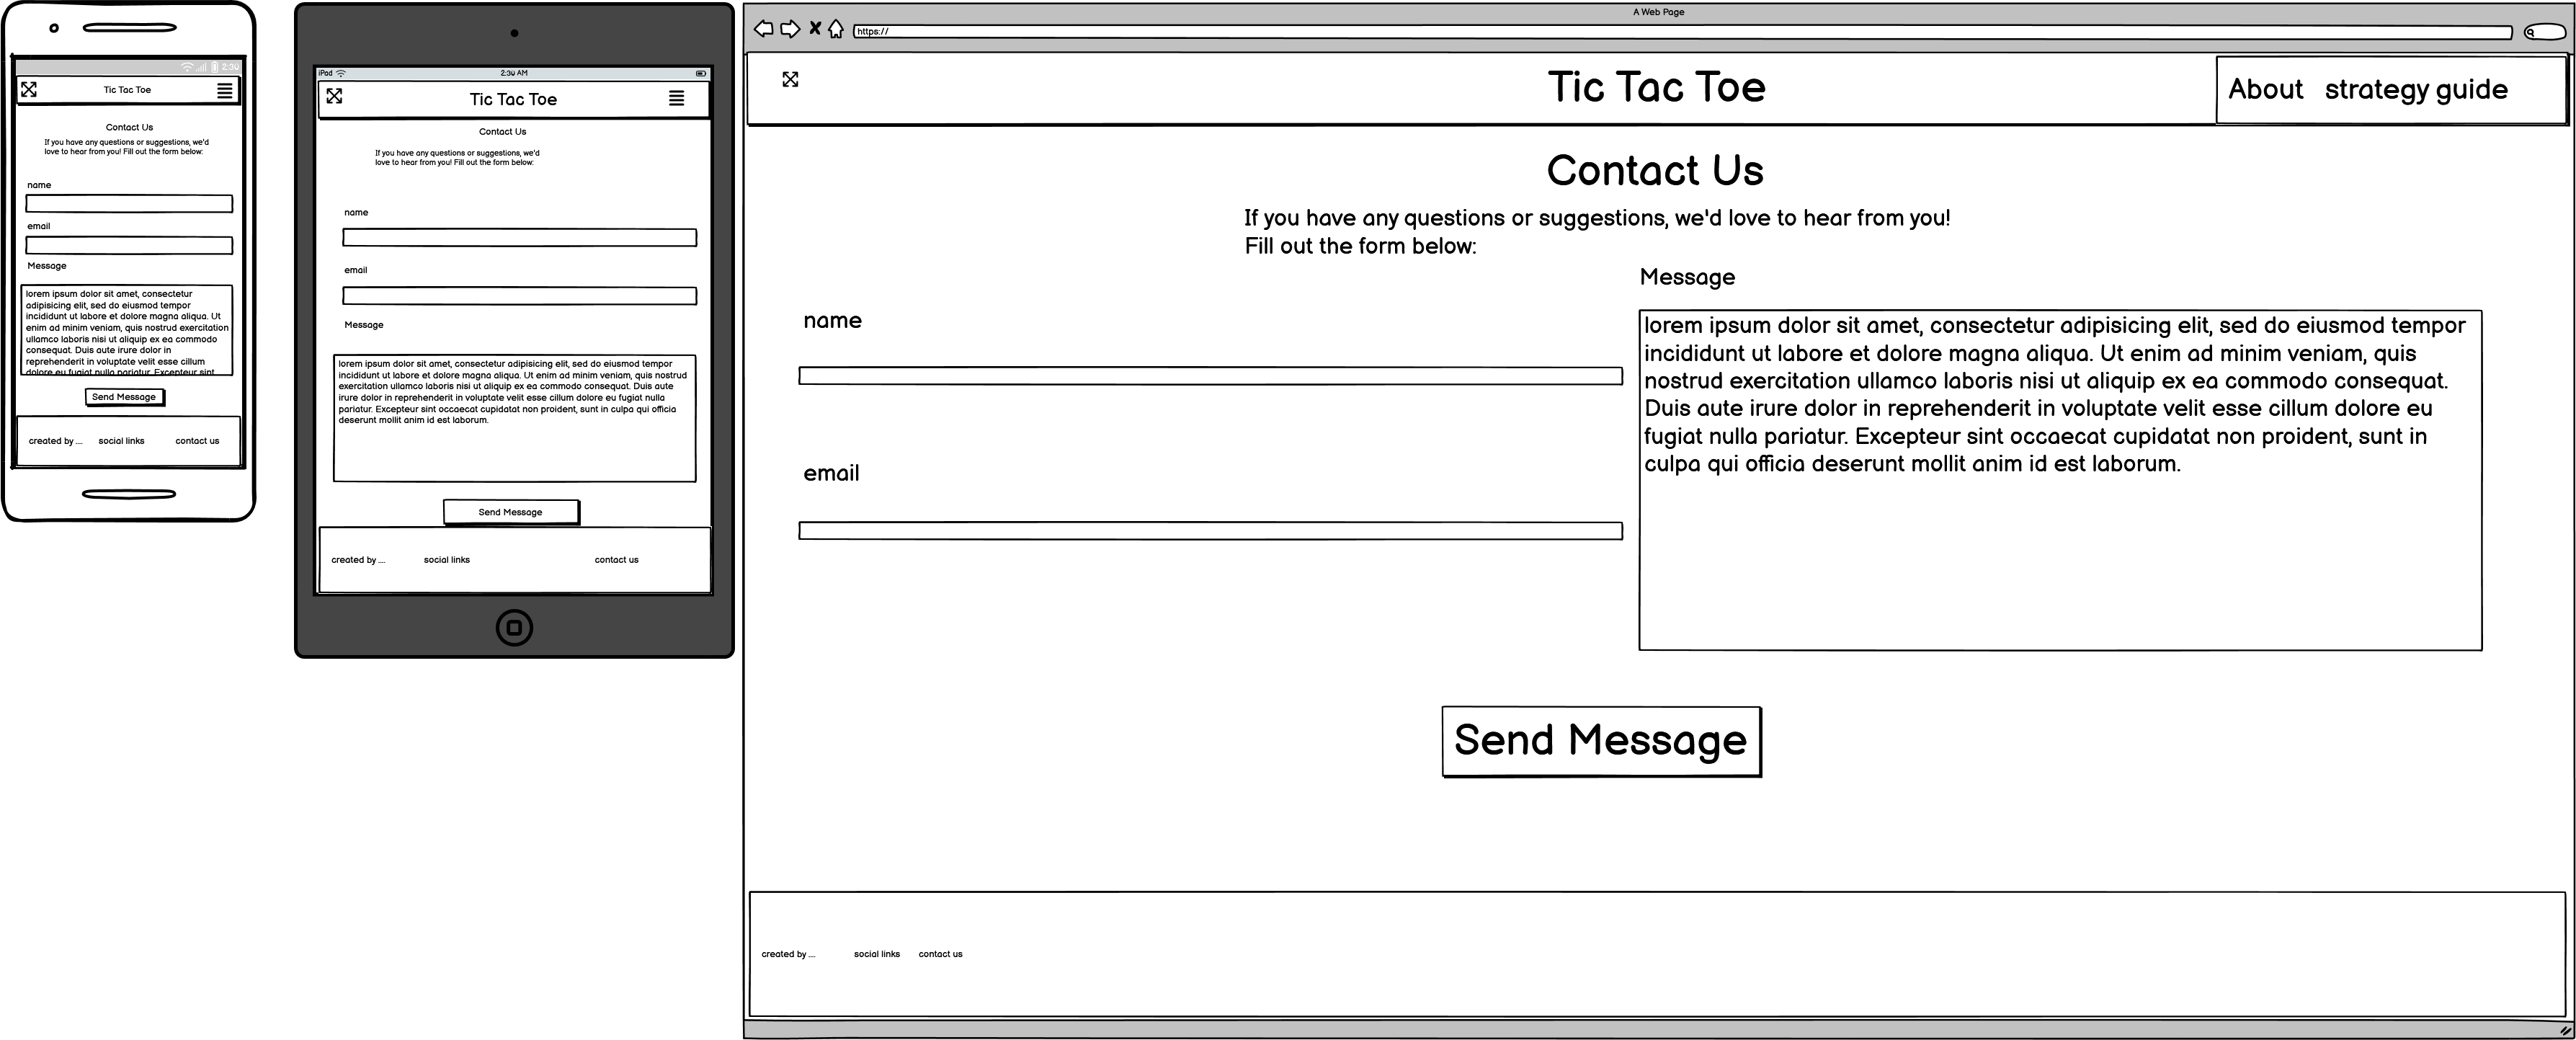 2:30
Tic Tac Toe
Contact Us
If you have any questions or suggestions, we'd
love to hear from you! Fill out the form below:
name
email
Message
lorem ipsum dolor sit amet, consectetur
adipisicing elit, sed do eiusmod tempor
incididunt ut labore et dolore magna aliqua. Ut
enim ad minim veniam, quis nostrud exercitation
ullamco laboris nisi ut aliquip ex ea commodo
consequat. Duis aute irure dolor in
reprehenderit in voluptate velit esse cillum
dolore eu fugiat nulla pariatur. Excepteur sint
Send Message
created by .... social links contact us
iPad 2:30 AM
Tic Tac Toe
Contact Us
If you have any questions or suggestions, we'd
love to hear from you! Fill out the form below:
name
email
Message
lorem ipsum dolor sit amet, consectetur adipisicing elit, sed do eiusmod tempor
incididunt ut labore et dolore magna aliqua. Ut enim ad minim veniam, quis nostrud
exercitation ullamco laboris nisi ut aliquip ex ea commodo consequat. Duis aute
irure dolor in reprehenderit in voluptate velit esse cillum dolore eu fugiat nulla
pariatur. Excepteur sint occaecat cupidatat non proident, sunt in culpa qui officia
deserunt mollit anim id est laborum.
Send Message
created by .... social links contact us
A Web Page
https://
Tic Tac Toe
About strategy guide
Contact Us
If you have any questions or suggestions, we'd love to hear from you!
Fill out the form below:
name
email
Message
lorem ipsum dolor sit amet, consectetur adipisicing elit, sed do eiusmod tempor
incididunt ut labore et dolore magna aliqua. Ut enim ad minim veniam, quis
nostrud exercitation ullamco laboris nisi ut aliquip ex ea commodo consequat.
Duis aute irure dolor in reprehenderit in voluptate velit esse cillum dolore eu
fugiat nulla pariatur. Excepteur sint occaecat cupidatat non proident, sunt in
culpa qui officia deserunt mollit anim id est laborum.
Send Message
created by .... social links contact us